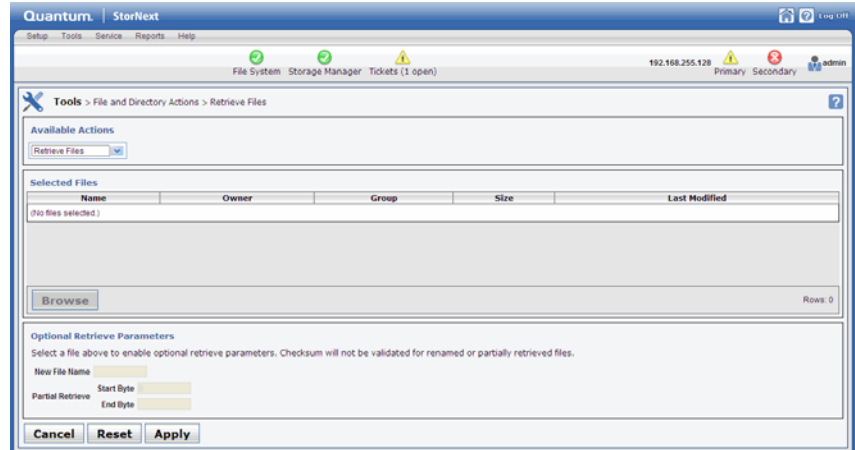 Quantum. StorNext Log Off
Setup Tools Service Reports Help
File System Storage Manager Tickets (1 open) 192.168.255.128 Primary Secondary admin
Tools > File and Directory Actions > Retrieve Files
Available Actions
Retrieve Files
Selected Files
Name Owner Group Size Last Modified
(No files selected.)
Browse Rows: 0
Optional Retrieve Parameters
Select a file above to enable optional retrieve parameters. Checksum will not be validated for renamed or partially retrieved files.
New File Name
Partial Retrieve Start Byte
End Byte
Cancel Reset Apply